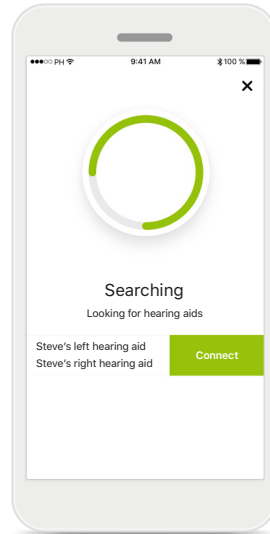 ●●●○○ PH 9:41 AM 100 %
×
Searching
Looking for hearing aids
Steve's left hearing aid
Steve's right hearing aid
Connect